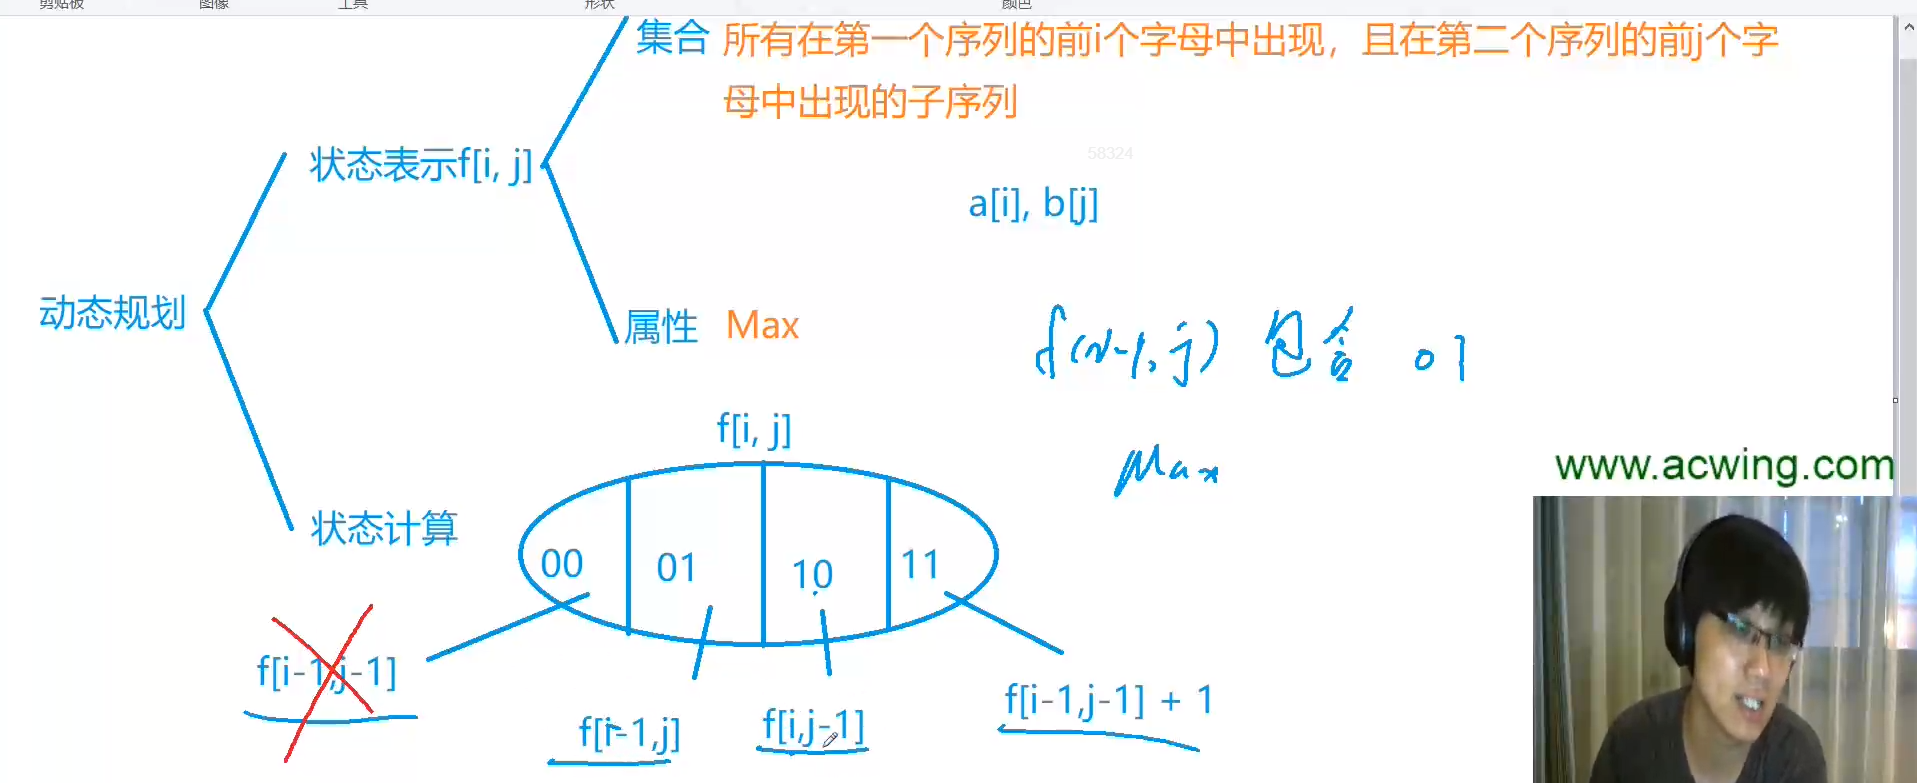 剪贴板
图像
工具
形状
颜色
集合 所有在第一个序列的前i个字母中出现，且在第二个序列的前j个字
母中出现的子序列
58324
状态表示f[i, j]
a[i], b[j]
动态规划
属性 Max
f(i-1, j) 包含 01
f[i, j]
Max
www.acwing.com
状态计算
00
01
10
11
f[i-1,j-1]
f[i-1,j]
f[i,j-1]
f[i-1,j-1] + 1